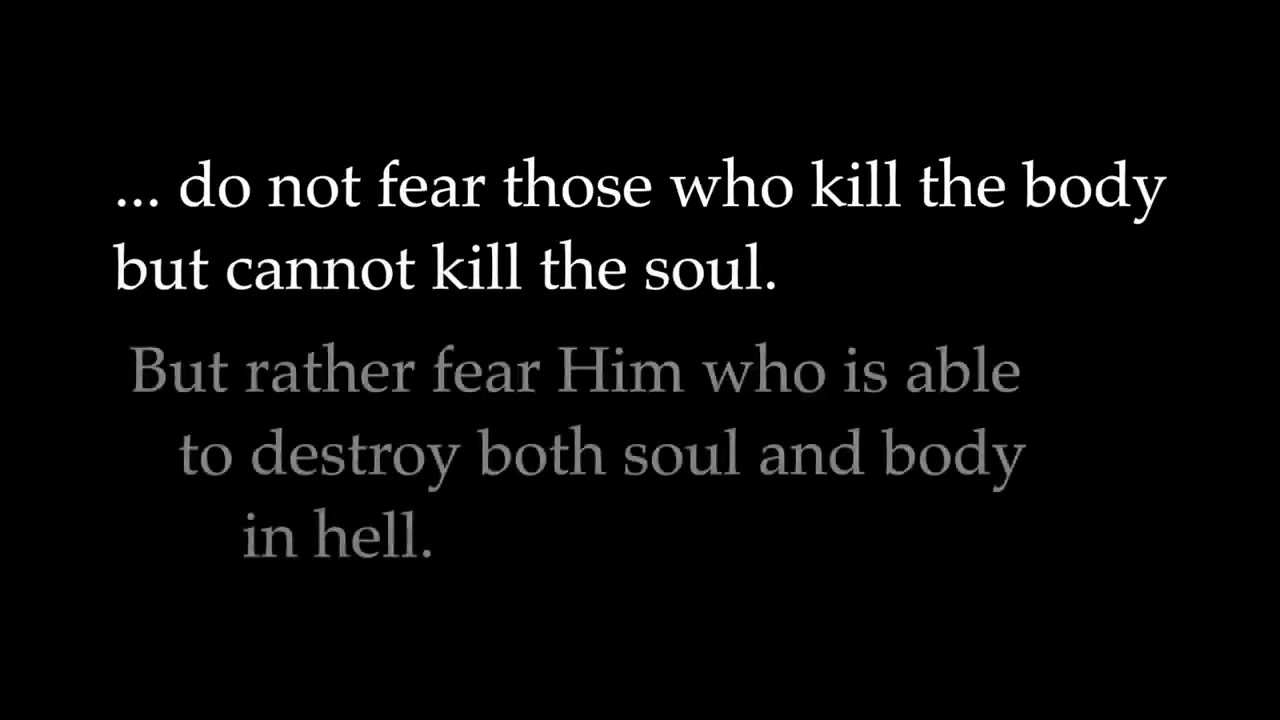 ... do not fear those who kill the body
but cannot kill the soul.
But rather fear Him who is able
to destroy both soul and body
in hell.